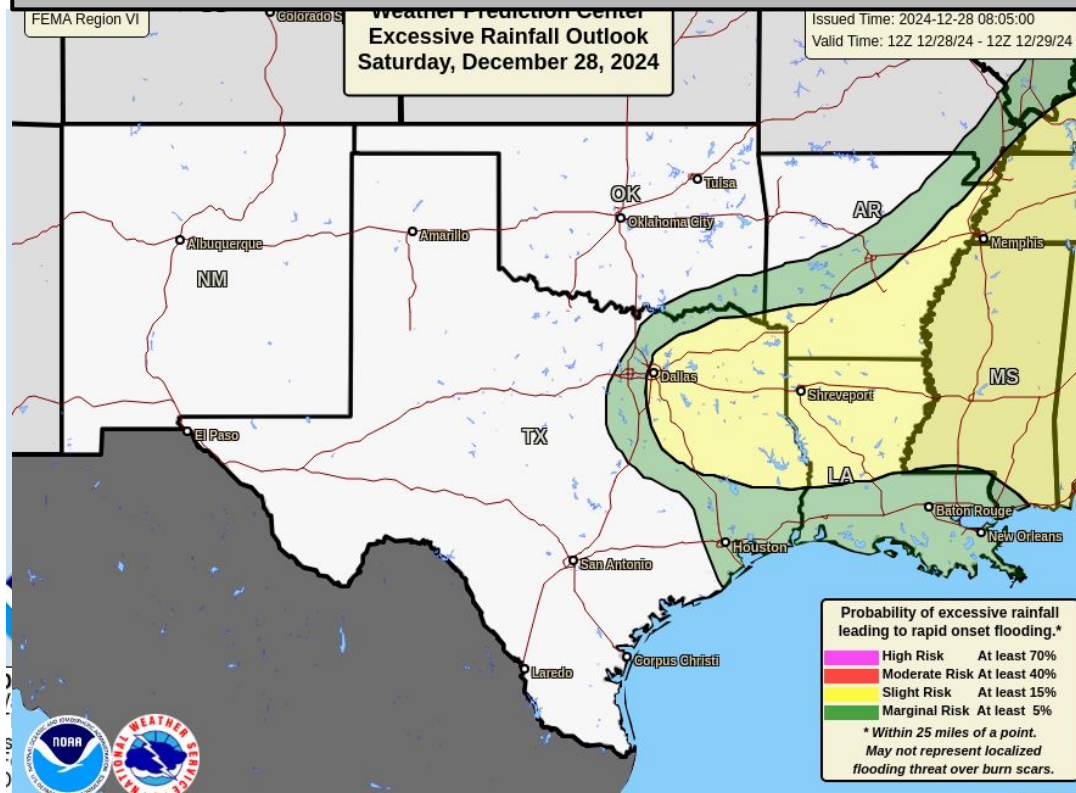 FEMA Region VI
Weather Prediction Center
Excessive Rainfall Outlook
Saturday, December 28, 2024
Issued Time: 2024-12-28 08:05:00
Valid Time: 12Z 12/28/24 - 12Z 12/29/24
Colorado S
Tulsa
OK
Oklahoma City
AR
Amarillo
Albuquerque
Memphis
NM
Dallas
MS
Shreveport
El Paso
TX
LA
Baton Rouge
New Orleans
Houston
San Antonio
Corpus Christi
Laredo
Probability of excessive rainfall
leading to rapid onset flooding.*
High Risk At least 70%
Moderate Risk At least 40%
Slight Risk At least 15%
Marginal Risk At least 5%
* Within 25 miles of a point.
May not represent localized
flooding threat over burn scars.
NOAA
NATIONAL WEATHER SERVICE